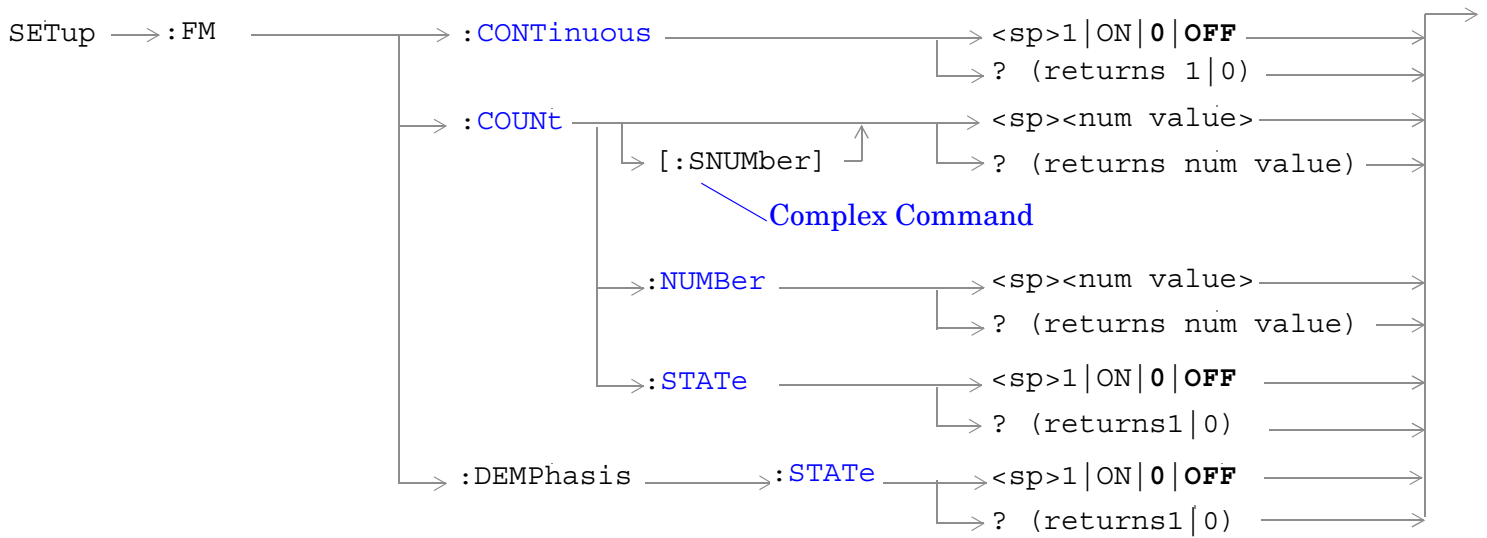 SETup :FM :CONTinuous <sp>1|ON|0|OFF
? (returns 1|0)
:COUNt <sp><num value>
[:SNUMber] ? (returns num value)
Complex Command
:NUMBer <sp><num value>
? (returns num value)
:STATe <sp>1|ON|0|OFF
? (returns1|0)
:DEMPhasis :STATe <sp>1|ON|0|OFF
? (returns1|0)